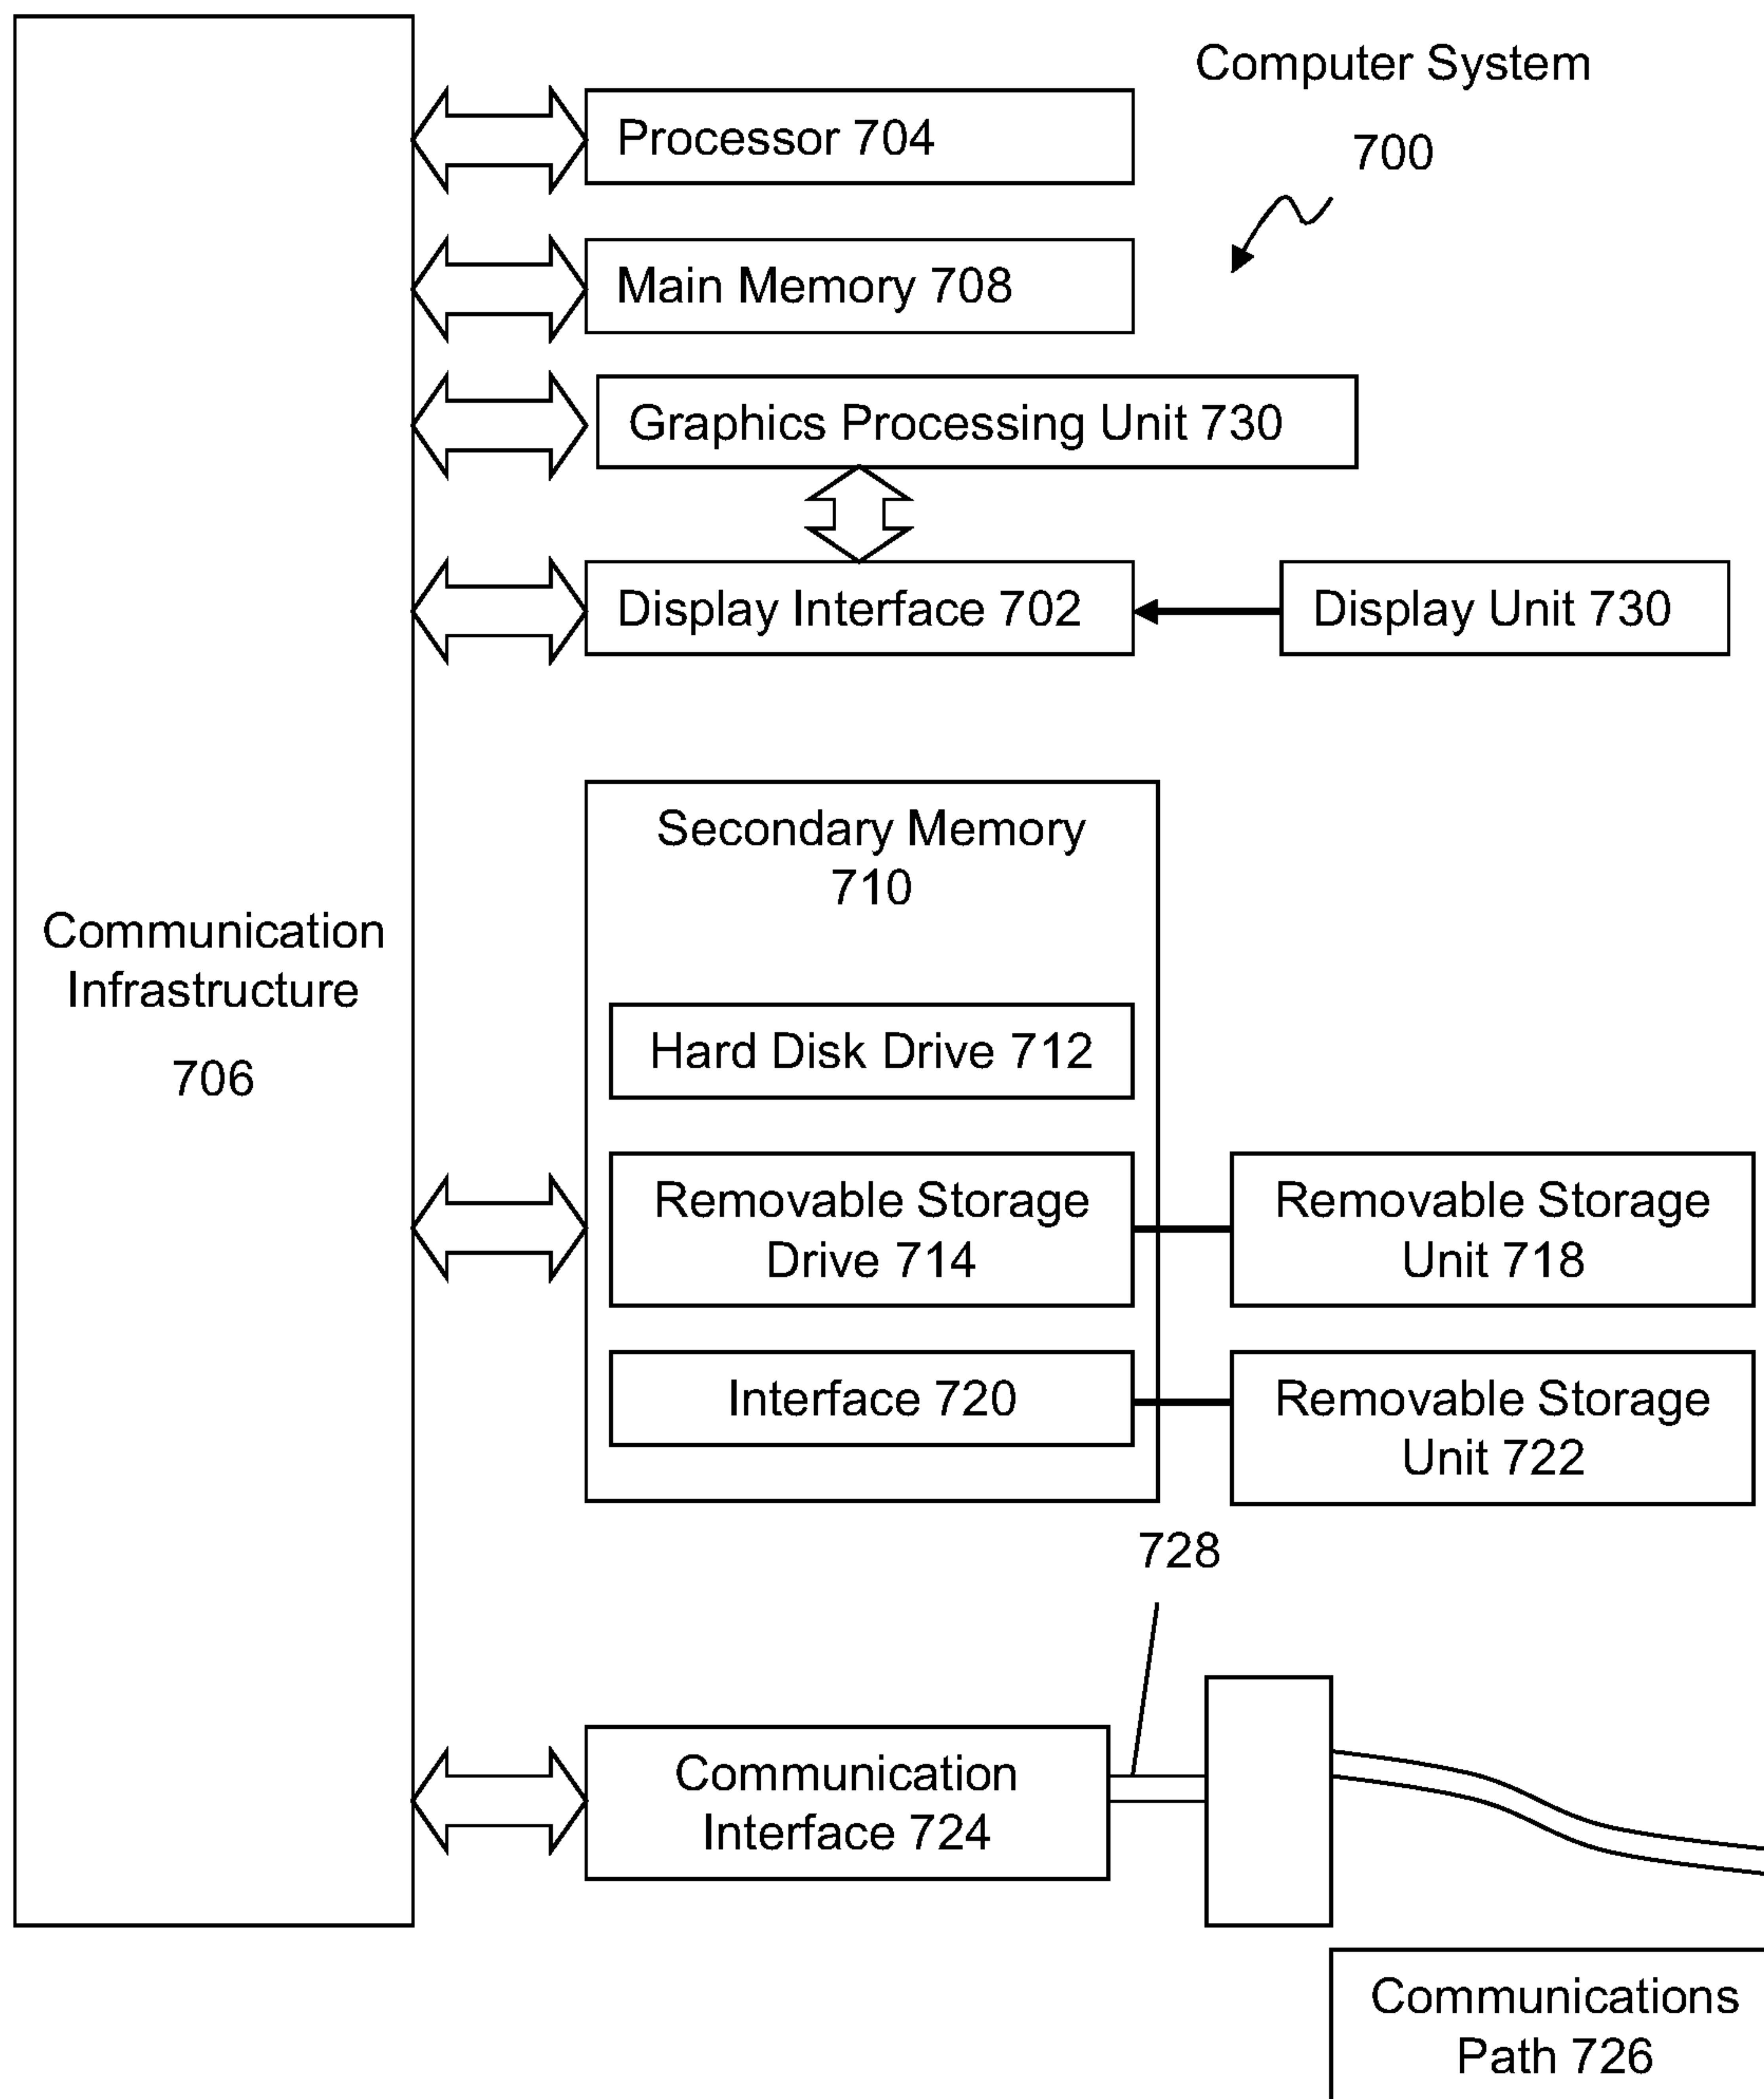 Computer System
700
Processor 704
Main Memory 708
Graphics Processing Unit 730
Display Interface 702
Display Unit 730
Secondary Memory
710
Communication
Infrastructure
706
Hard Disk Drive 712
Removable Storage
Drive 714
Removable Storage
Unit 718
Interface 720
Removable Storage
Unit 722
728
Communication
Interface 724
Communications
Path 726